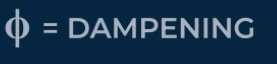 ϕ = DAMPENING